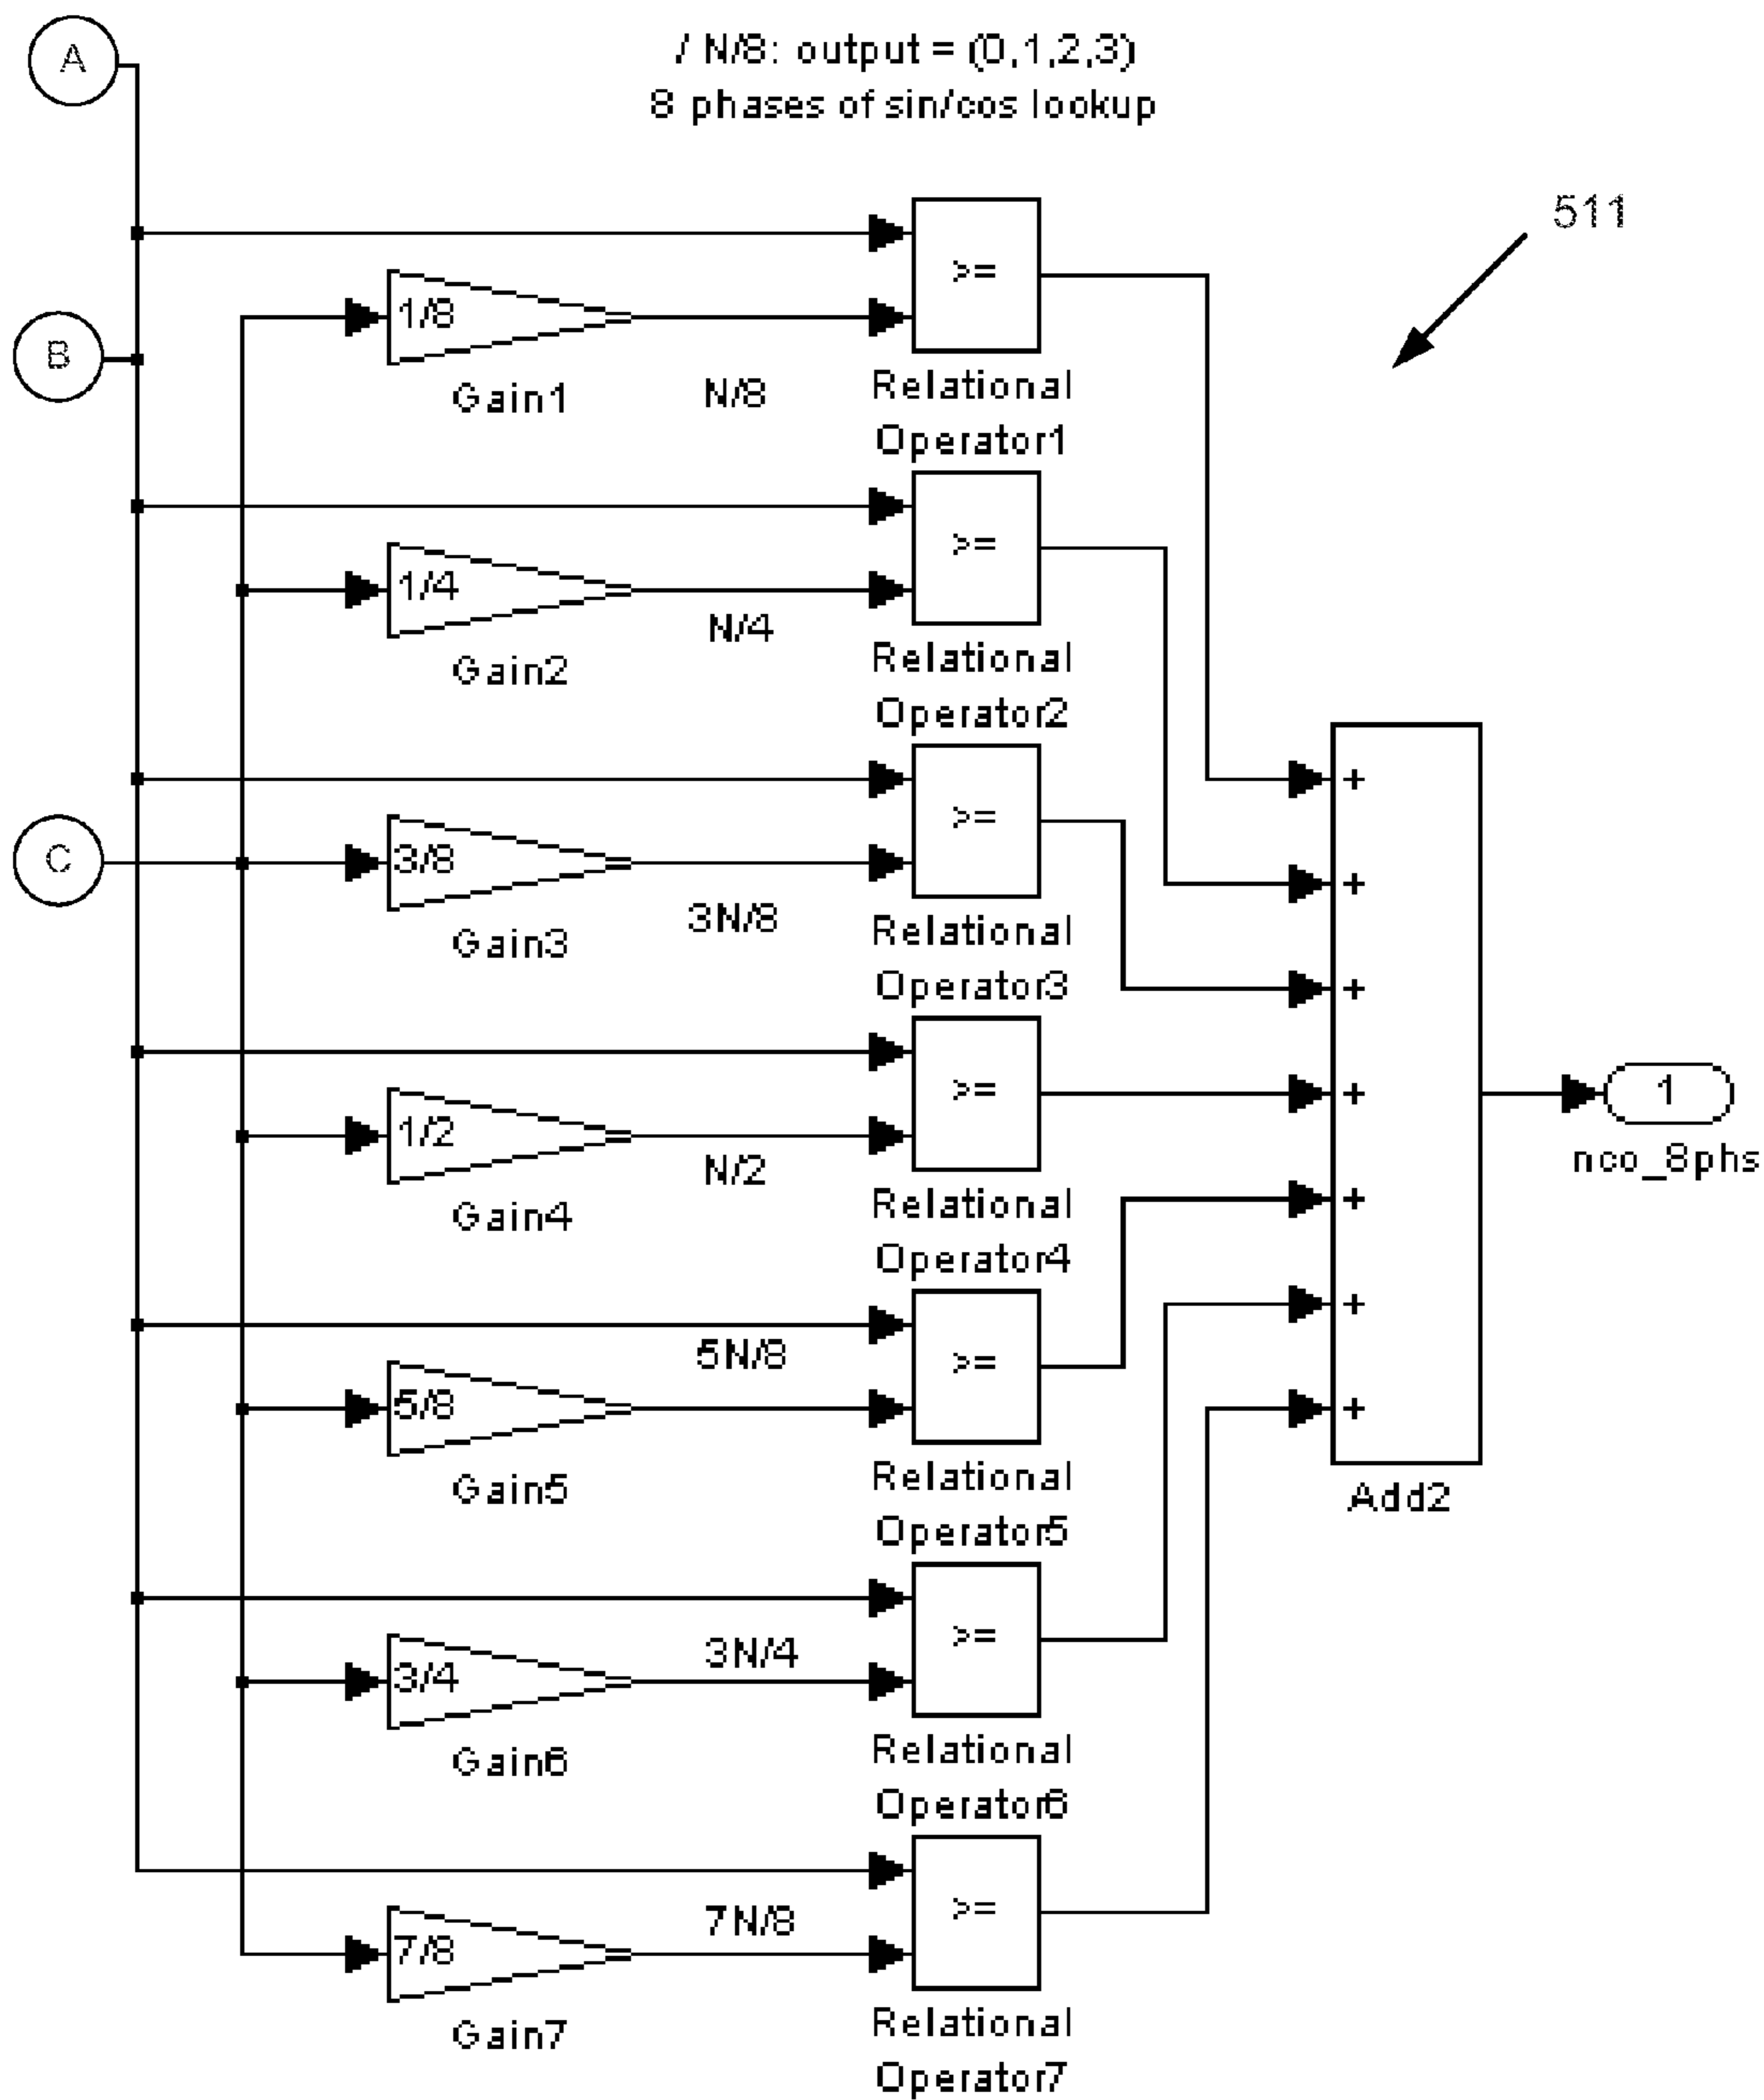 A
/ N/8: output = (0,1,2,3)
8 phases of sin/cos lookup
511
>=
1/8
B
Gain1
N/8
Relational
Operator1
>=
1/4
N/4
Gain2
Relational
Operator2
+
>=
C
3/8
+
3N/8
Gain3
Relational
Operator3
+
>=
+
1
1/2
N/2
nco_8phs
Gain4
Relational
Operator4
+
5N/8
>=
+
5/8
+
Gain5
Relational
Operator5
Add2
>=
3N/4
3/4
Gain6
Relational
Operator6
>=
7N/8
7/8
Gain7
Relational
Operator7